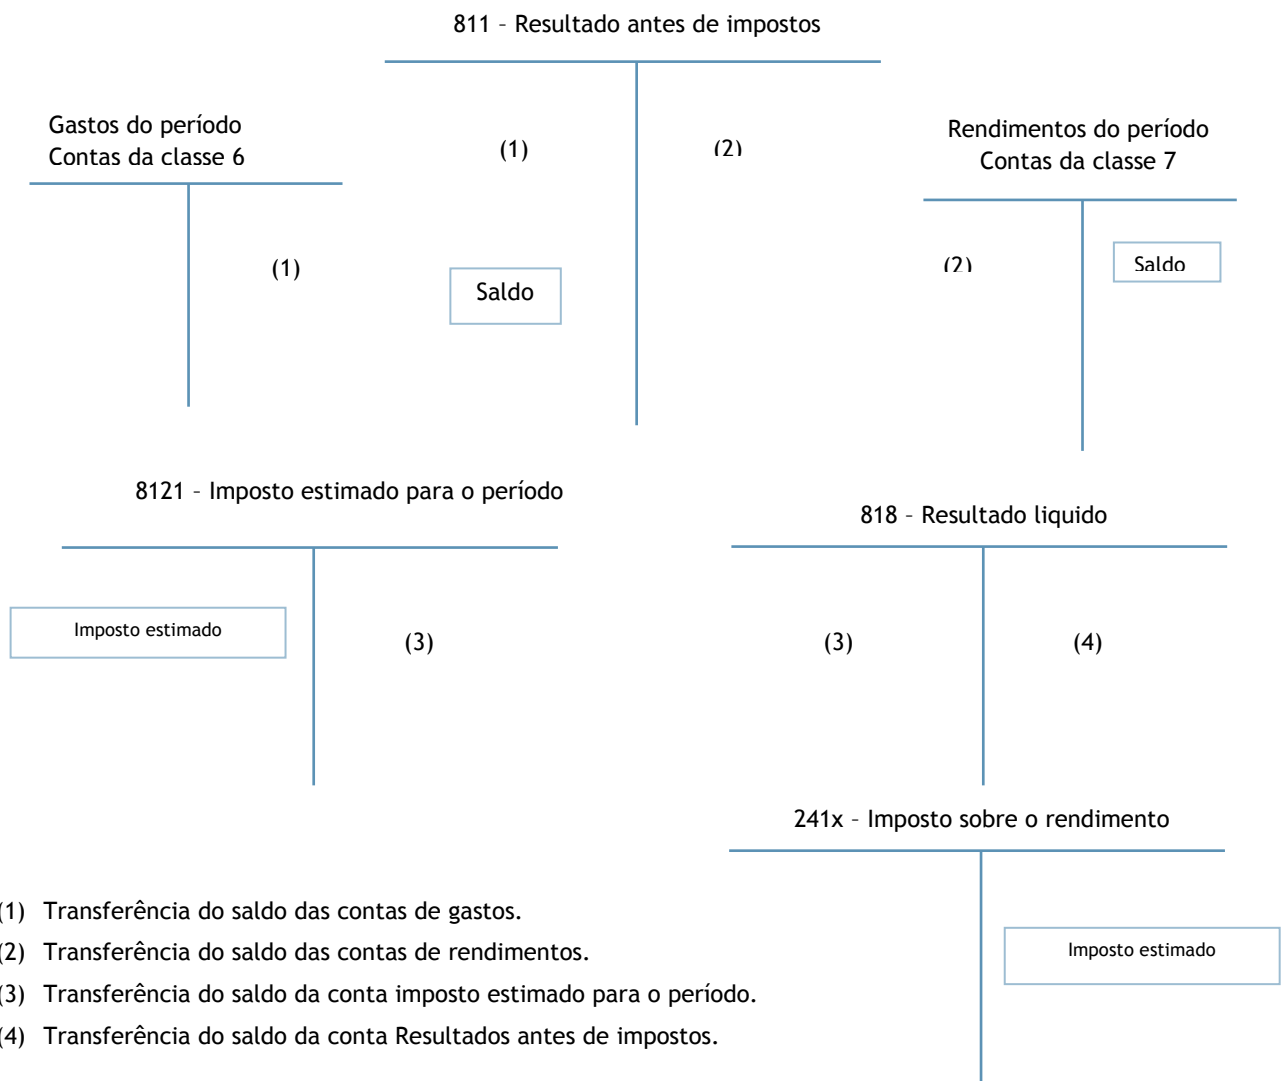 811 – Resultado antes de impostos
Gastos do período
Contas da classe 6
(1)
(2)
Rendimentos do período
Contas da classe 7
(1)
Saldo
(2)
Saldo
8121 – Imposto estimado para o período
818 – Resultado liquido
Imposto estimado
(3)
(3)
(4)
241x – Imposto sobre o rendimento
(1) Transferência do saldo das contas de gastos.
(2) Transferência do saldo das contas de rendimentos.
(3) Transferência do saldo da conta imposto estimado para o período.
(4) Transferência do saldo da conta Resultados antes de impostos.
Imposto estimado